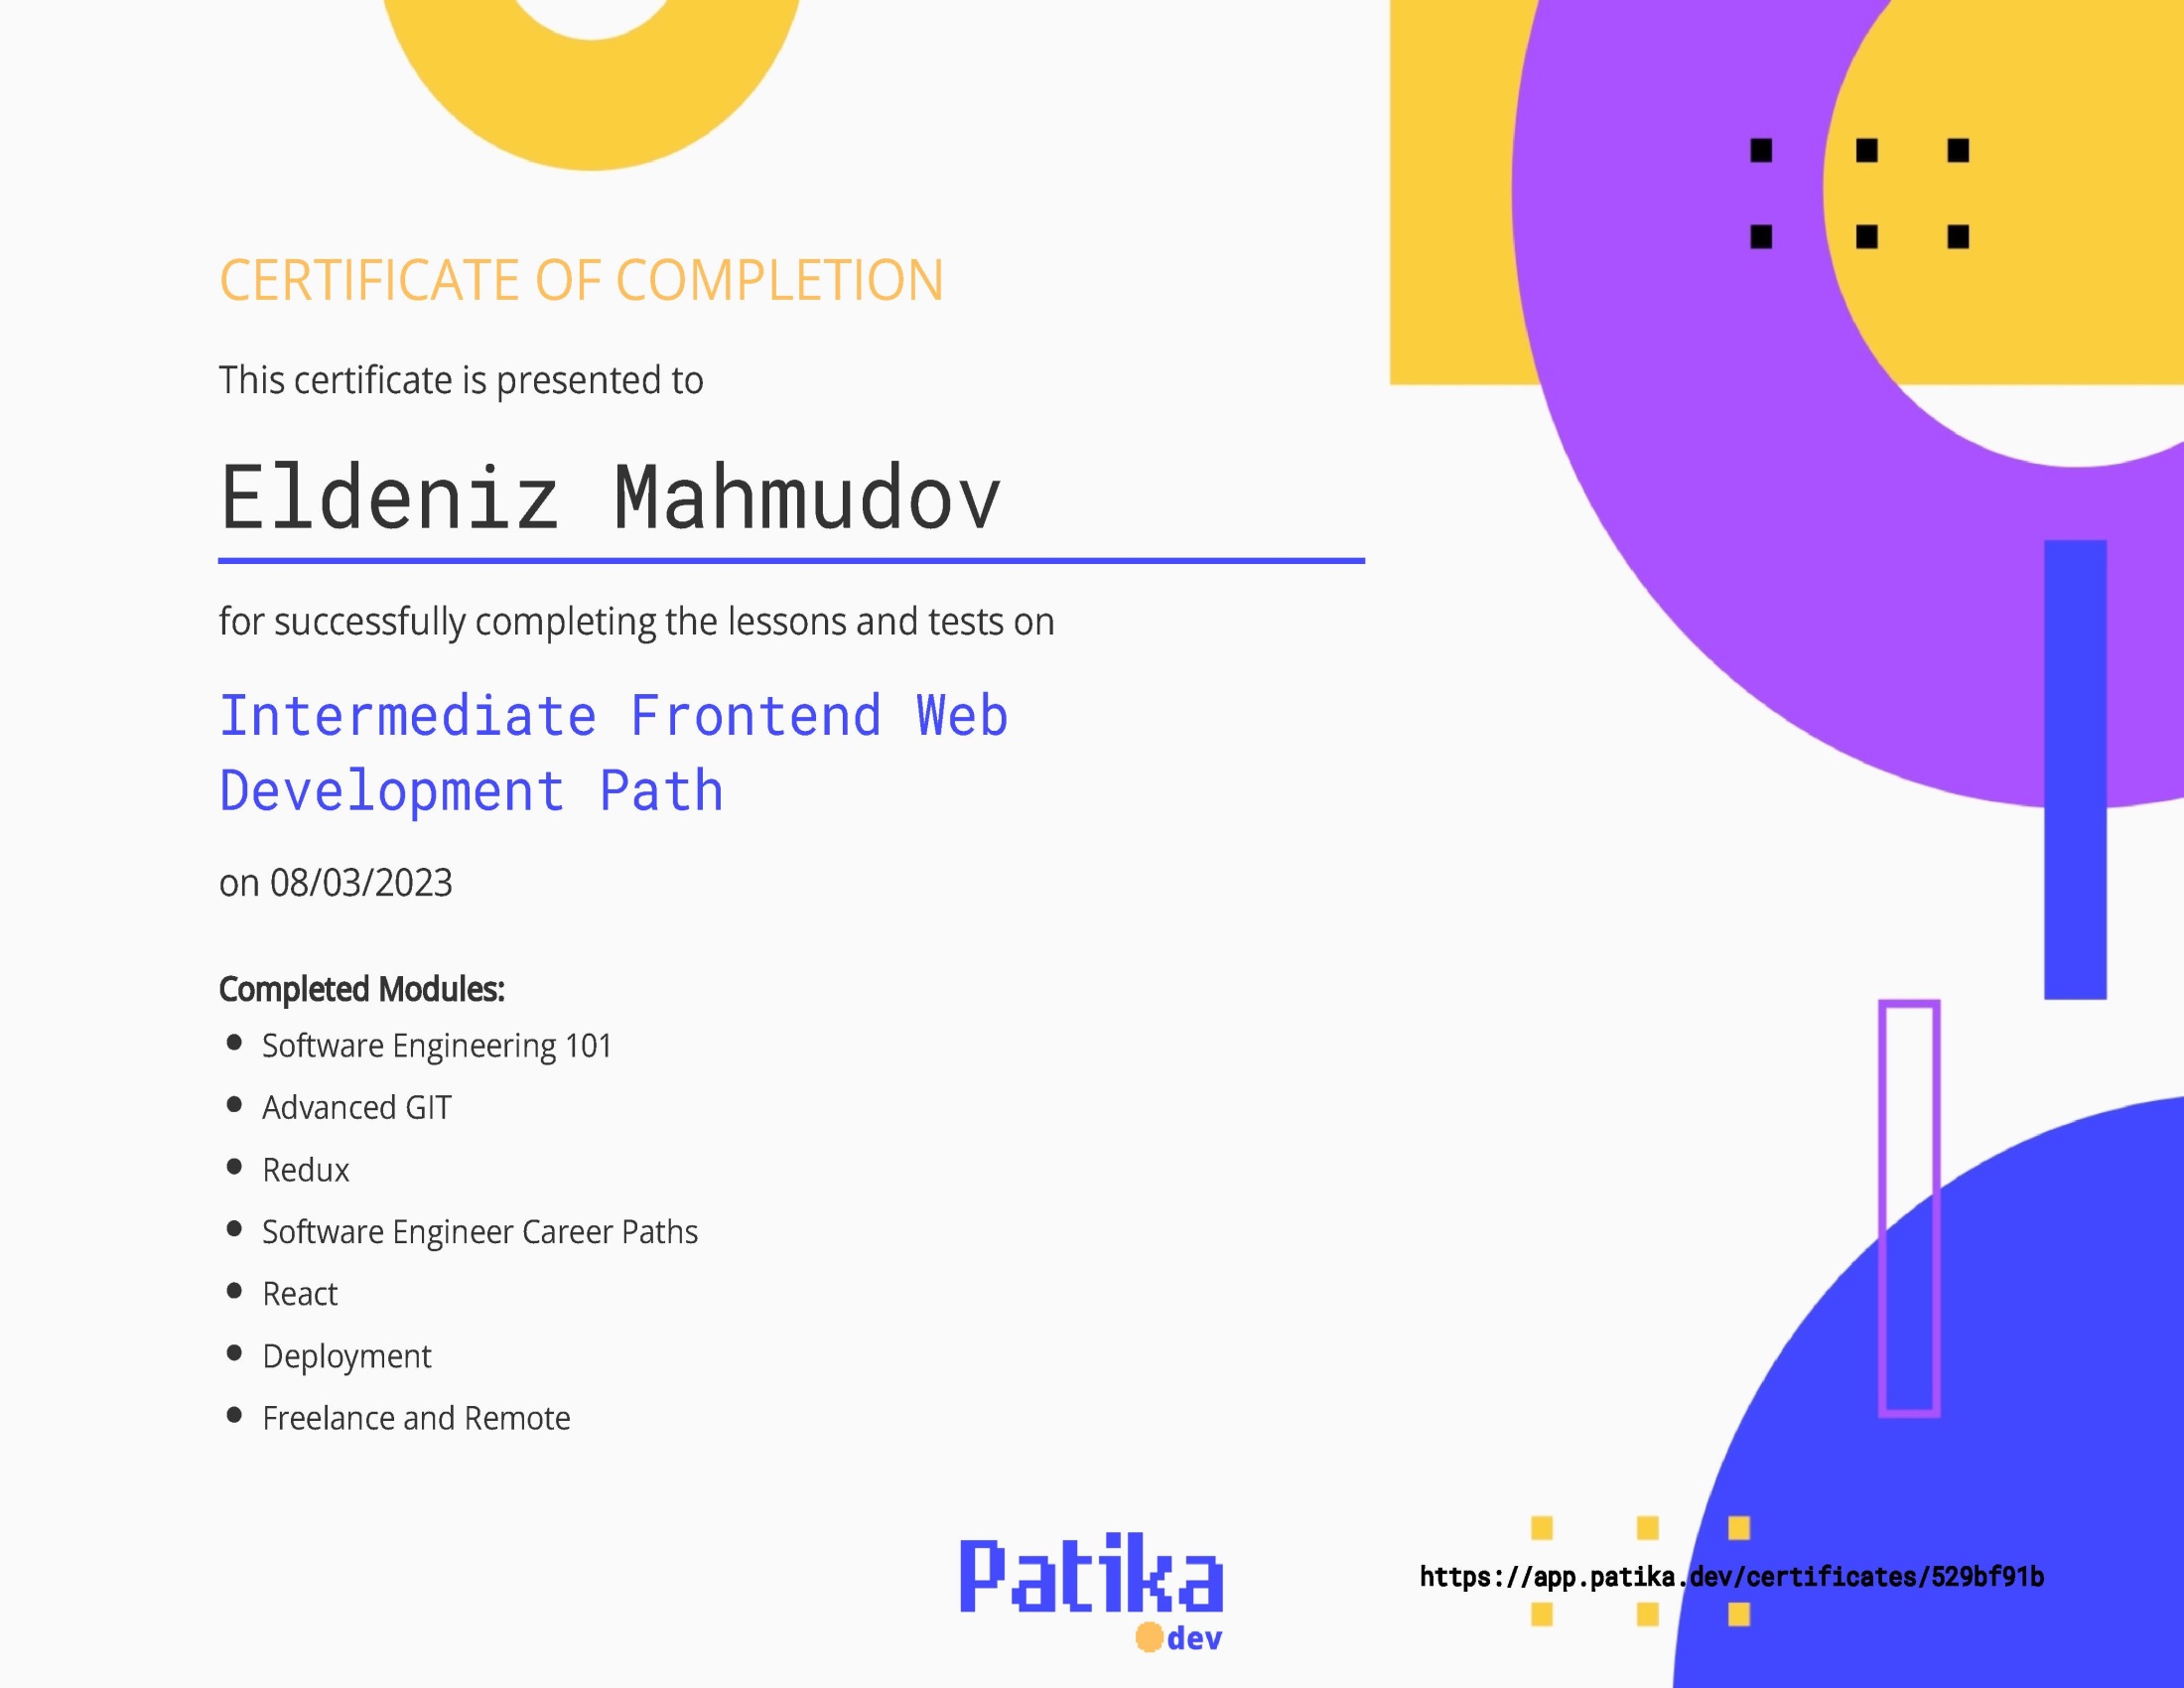 CERTIFICATE OF COMPLETION
This certificate is presented to
Eldeniz Mahmudov
for successfully completing the lessons and tests on
Intermediate Frontend Web
Development Path
on 08/03/2023
Completed Modules:
Software Engineering 101
Advanced GIT
Redux
Software Engineer Career Paths
React
Deployment
Freelance and Remote
Patika
dev
https://app.patika.dev/certificates/529bf91b